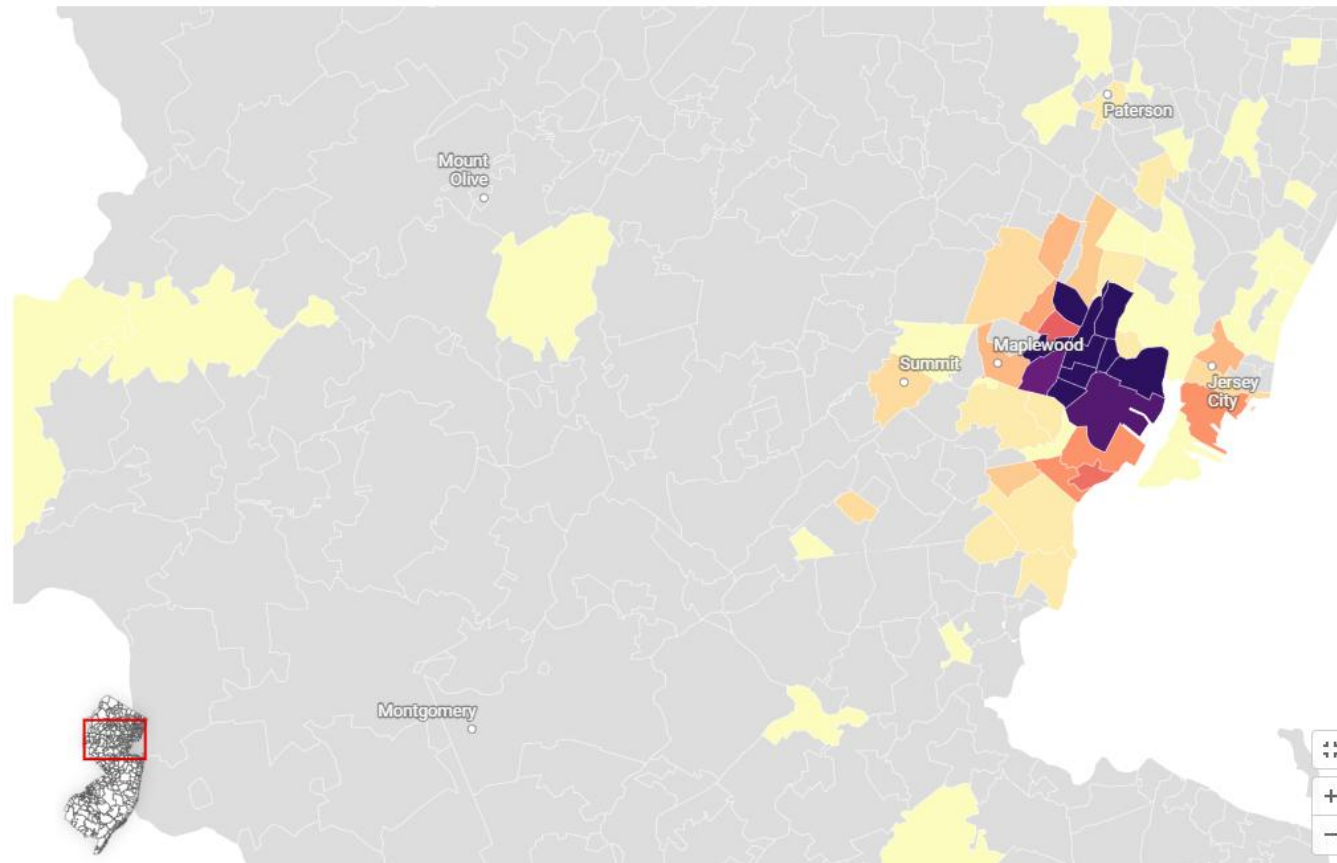 Paterson
Mount
Olive
Maplewood
Summit
Jersey
City
Montgomery
+
−